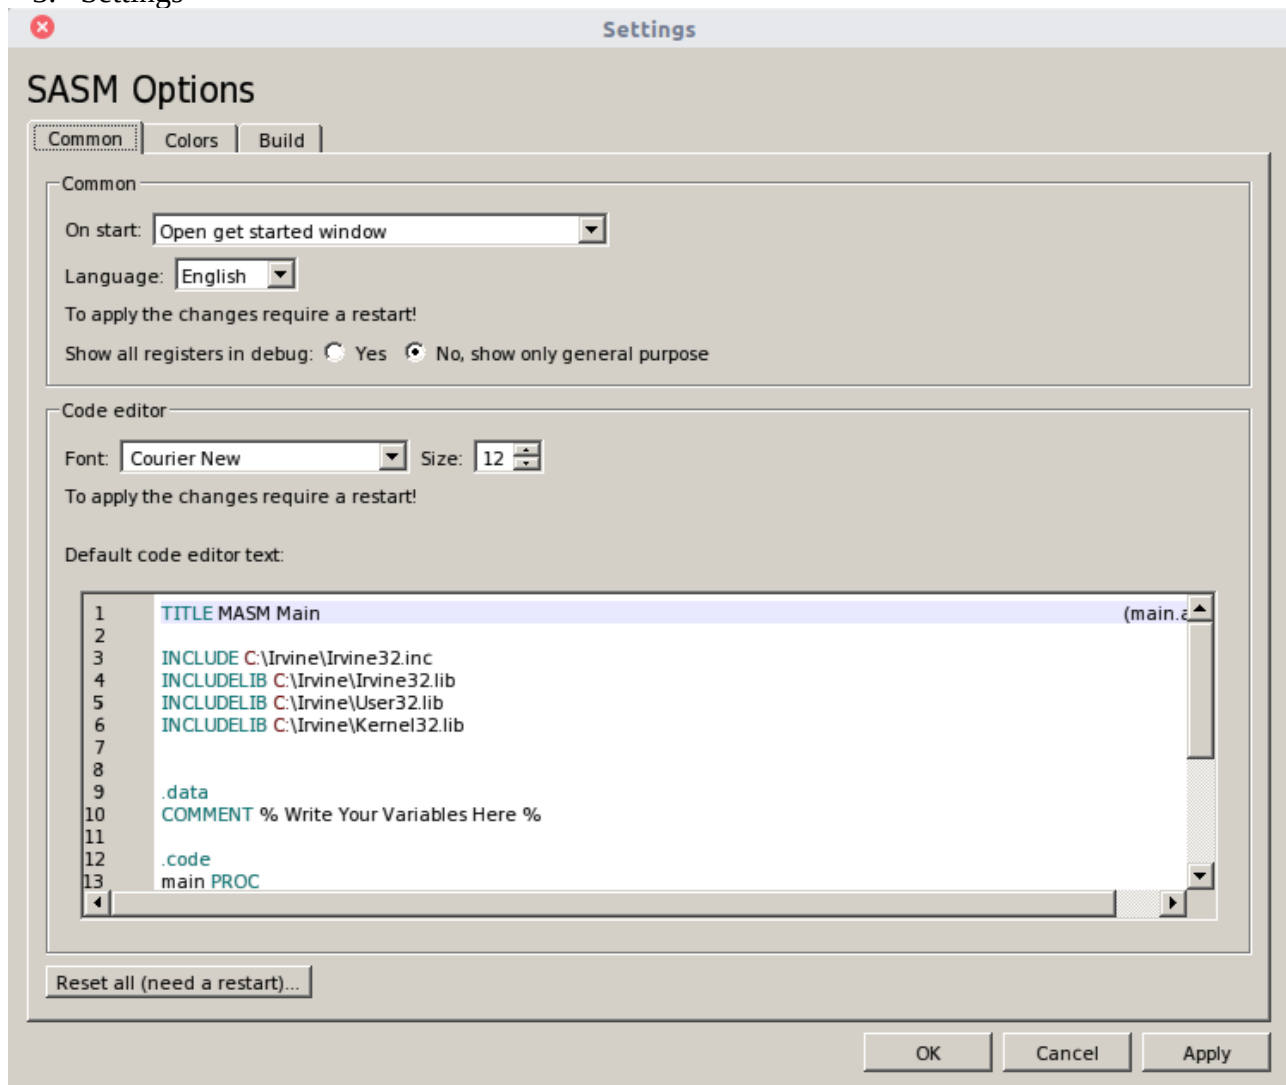 Settings
Settings
SASM Options
Common Colors Build
Common
On start: Open get started window
Language: English
To apply the changes require a restart!
Show all registers in debug: Yes No, show only general purpose
Code editor
Font: Courier New Size: 12
To apply the changes require a restart!
Default code editor text:
1 TITLE MASM Main (main.a
2
3 INCLUDE C:\Irvine\Irvine32.inc
4 INCLUDELIB C:\Irvine\Irvine32.lib
5 INCLUDELIB C:\Irvine\User32.lib
6 INCLUDELIB C:\Irvine\Kernel32.lib
7
8
9 .data
10 COMMENT % Write Your Variables Here %
11
12 .code
13 main PROC
Reset all (need a restart)...
OK Cancel Apply